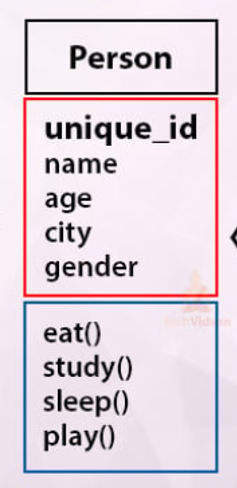 Person
unique_id
name
age
city
gender
eat()
study()
sleep()
play()